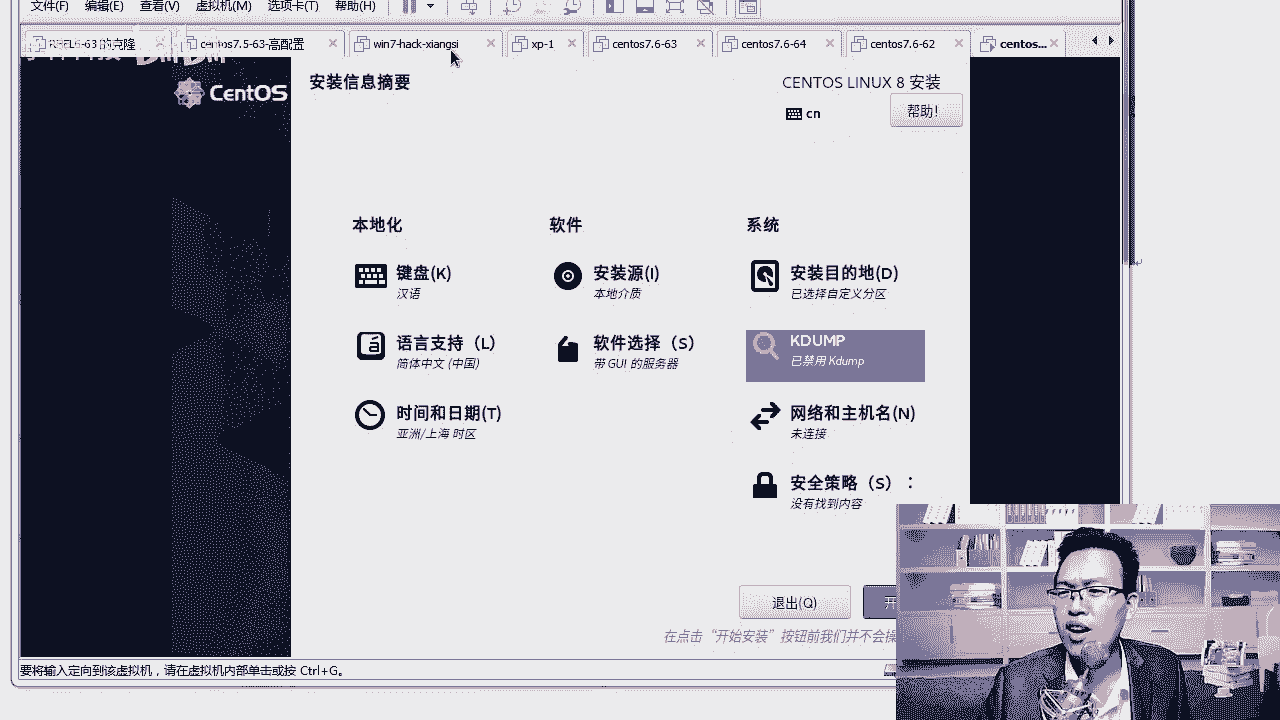 文件(F) 编辑(E) 查看(V) 虚拟机(M) 选项卡(T) 帮助(H)
centos7.5-63-高配置 win7-hack-xiangsi xp-1 centos7.6-63 centos7.6-64 centos7.6-62 centos...
CentOS
安装信息摘要
CENTOS LINUX 8 安装
cn
帮助!
本地化 软件 系统
键盘(K) 安装源(I) 安装目的地(D)
汉语 本地介质 已选择自定义分区
语言支持（L） 软件选择（S） KDUMP
简体中文 (中国) 带 GUI 的服务器 已禁用 Kdump
时间和日期(T) 网络和主机名(N)
亚洲/上海 时区 未连接
安全策略（S）：
没有找到内容
退出(Q) 开
在点击“开始安装”按钮前我们并不会操
要将输入定向到该虚拟机，请在虚拟机内部单击或按 Ctrl+G。